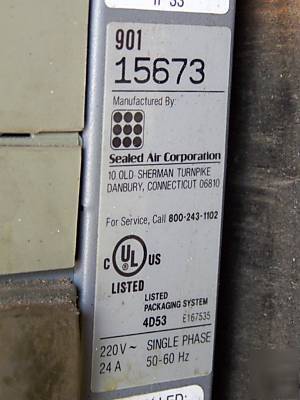 901
15673
Manufactured By:
Sealed Air Corporation
10 OLD SHERMAN TURNPIKE
DANBURY, CONNECTICUT 06810
For Service, Call 800-243-1102
C UL US
LISTED
LISTED
PACKAGING SYSTEM
4D53 E167535
220V ~ SINGLE PHASE
24 A 50-60 Hz